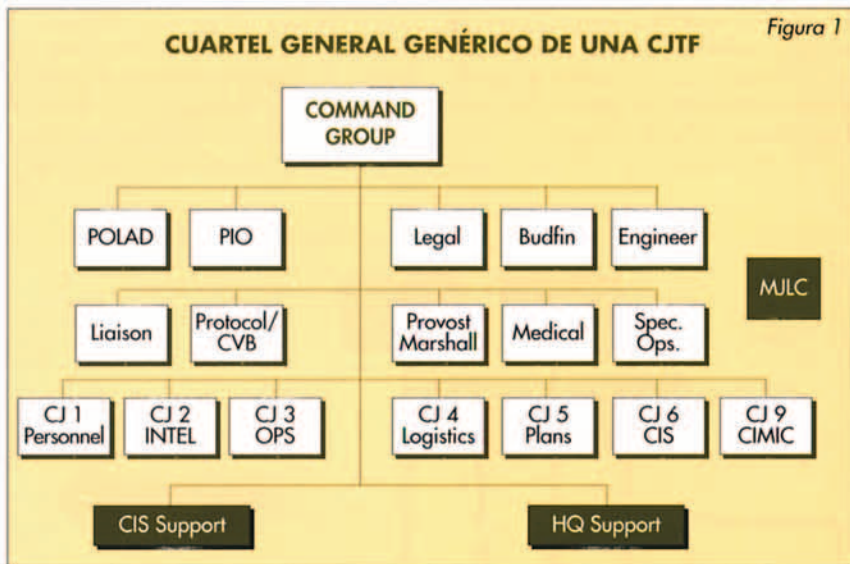 Figura 1
CUARTEL GENERAL GENÉRICO DE UNA CJTF
COMMAND
GROUP
POLAD
PIO
Legal
Budfin
Engineer
MJLC
Liaison
Protocol/
CVB
Provost
Marshall
Medical
Spec.
Ops.
CJ 1
Personnel
CJ 2
INTEL
CJ 3
OPS
CJ 4
Logistics
CJ 5
Plans
CJ 6
CIS
CJ 9
CIMIC
CIS Support
HQ Support